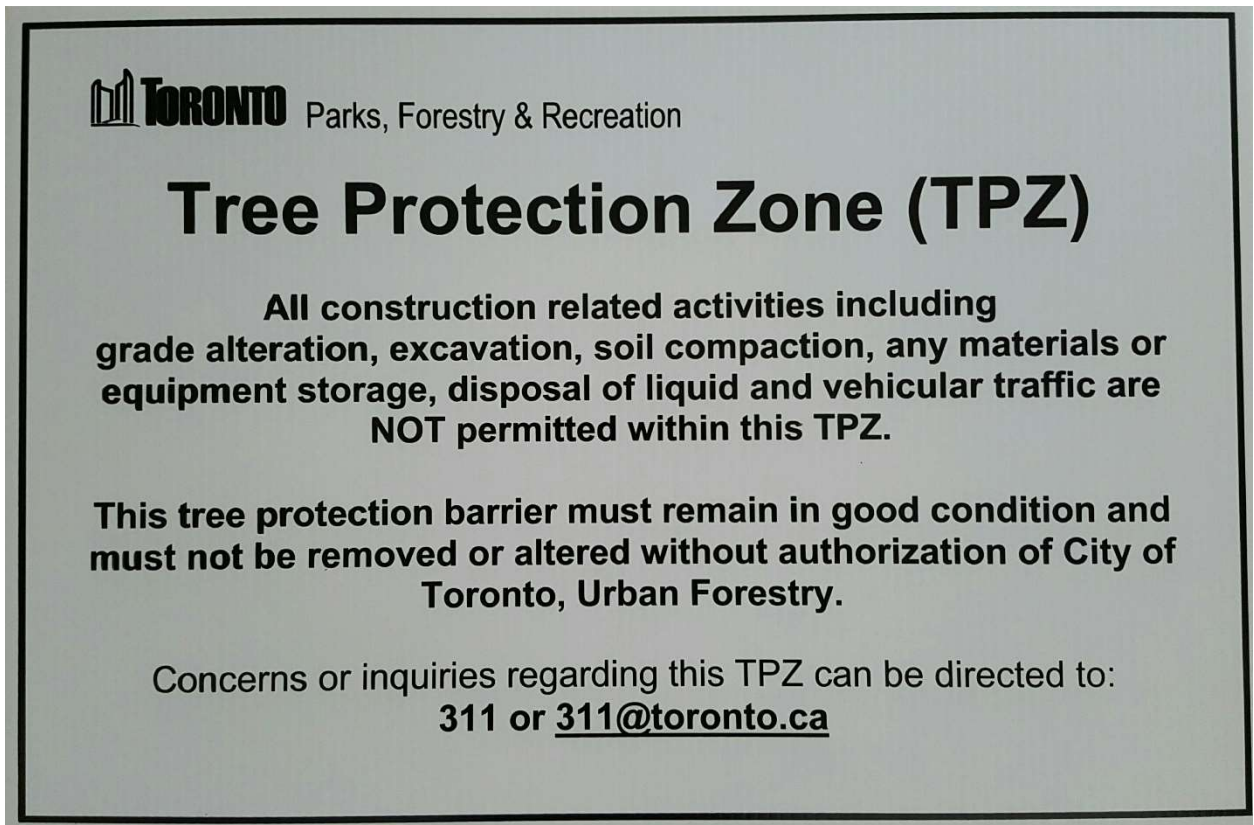 TORONTO Parks, Forestry & Recreation
Tree Protection Zone (TPZ)
All construction related activities including
grade alteration, excavation, soil compaction, any materials or
equipment storage, disposal of liquid and vehicular traffic are
NOT permitted within this TPZ.
This tree protection barrier must remain in good condition and
must not be removed or altered without authorization of City of
Toronto, Urban Forestry.
Concerns or inquiries regarding this TPZ can be directed to:
311 or 311@toronto.ca